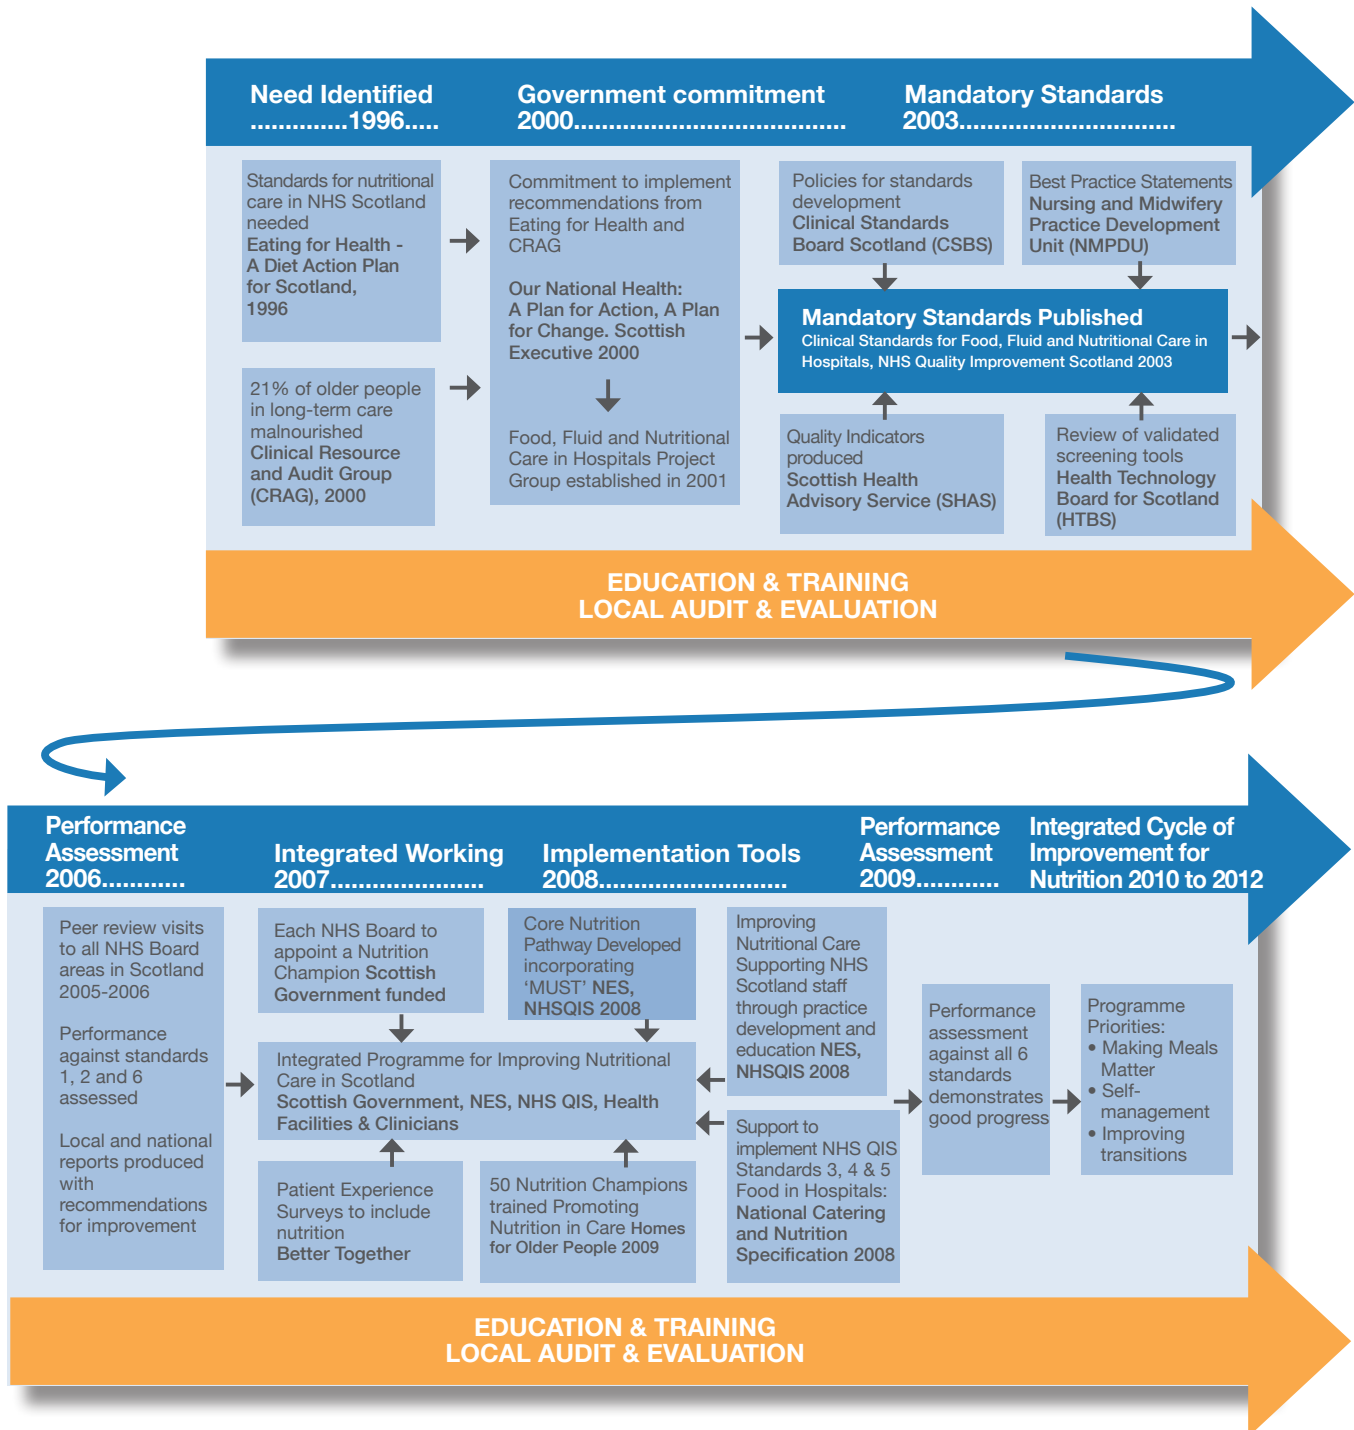 Need Identified
..............1996.....
Government commitment
2000.......................................
Mandatory Standards
2003...............................
Standards for nutritional
care in NHS Scotland
needed
Eating for Health -
A Diet Action Plan
for Scotland,
1996
21% of older people
in long-term care
malnourished
Clinical Resource
and Audit Group
(CRAG), 2000
Commitment to implement
recommendations from
Eating for Health and
CRAG
Our National Health:
A Plan for Action, A Plan
for Change. Scottish
Executive 2000
Food, Fluid and Nutritional
Care in Hospitals Project
Group established in 2001
Policies for standards
development
Clinical Standards
Board Scotland (CSBS)
Best Practice Statements
Nursing and Midwifery
Practice Development
Unit (NMPDU)
Mandatory Standards Published
Clinical Standards for Food, Fluid and Nutritional Care in
Hospitals, NHS Quality Improvement Scotland 2003
Quality Indicators
produced
Scottish Health
Advisory Service (SHAS)
Review of validated
screening tools
Health Technology
Board for Scotland
(HTBS)
EDUCATION & TRAINING
LOCAL AUDIT & EVALUATION
Performance
Assessment
2006............
Integrated Working
2007......................
Implementation Tools
2008...........................
Performance
Assessment
2009............
Integrated Cycle of
Improvement for
Nutrition 2010 to 2012
Peer review visits
to all NHS Board
areas in Scotland
2005-2006
Performance
against standards
1, 2 and 6
assessed
Local and national
reports produced
with
recommendations
for improvement
Each NHS Board to
appoint a Nutrition
Champion Scottish
Government funded
Core Nutrition
Pathway Developed
incorporating
‘MUST’ NES,
NHSQIS 2008
Integrated Programme for Improving Nutritional
Care in Scotland
Scottish Government, NES, NHS QIS, Health
Facilities & Clinicians
Patient Experience
Surveys to include
nutrition
Better Together
50 Nutrition Champions
trained Promoting
Nutrition in Care Homes
for Older People 2009
Improving
Nutritional Care
Supporting NHS
Scotland staff
through practice
development and
education NES,
NHSQIS 2008
Support to
implement NHS QIS
Standards 3, 4 & 5
Food in Hospitals:
National Catering
and Nutrition
Specification 2008
Performance
assessment
against all 6
standards
demonstrates
good progress
Programme
Priorities:
• Making Meals
Matter
• Self-
management
• Improving
transitions
EDUCATION & TRAINING
LOCAL AUDIT & EVALUATION